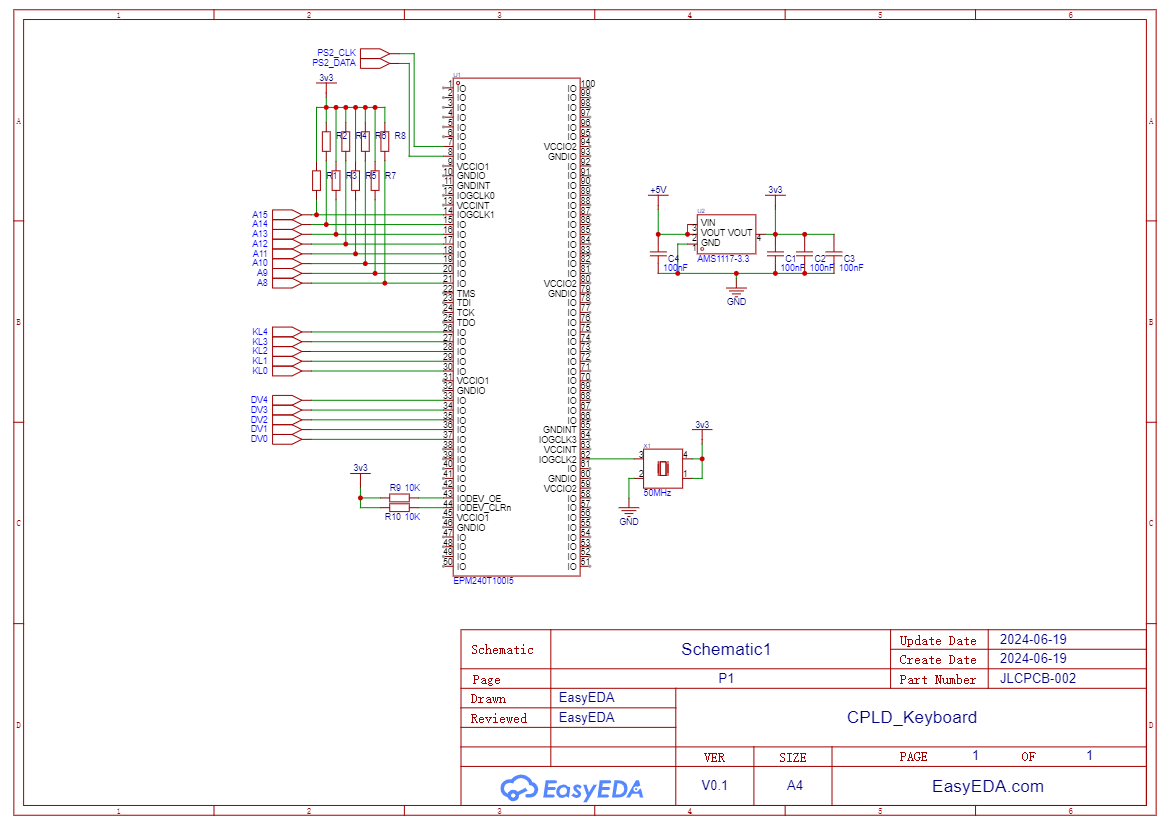 1 2 3 4 5 6
A A
B B
C C
D D
PS2_CLK
PS2_DATA
3v3
R2 R4 R6 R8
R1 R3 R5 R7
A15
A14
A13
A12
A11
A10
A9
A8
KL4
KL3
KL2
KL1
KL0
DV4
DV3
DV2
DV1
DV0
3v3
R9 10K
R10 10K
U1
1 IO
2 IO
3 IO
4 IO
5 IO
6 IO
7 IO
8 IO
9 VCCIO1
10 GNDIO
11 GNDINT
12 IOGCLK0
13 VCCINT
14 IOGCLK1
15 IO
16 IO
17 IO
18 IO
19 IO
20 IO
21 IO
22 TMS
23 TDI
24 TCK
25 TDO
26 IO
27 IO
28 IO
29 IO
30 IO
31 VCCIO1
32 GNDIO
33 IO
34 IO
35 IO
36 IO
37 IO
38 IO
39 IO
40 IO
41 IO
42 IO
43 IODEV_OE
44 IODEV_CLRn
45 VCCIO1
46 GNDIO
47 IO
48 IO
49 IO
50 IO
IO 100
IO 99
IO 98
IO 97
IO 96
IO 95
VCCIO2 94
GNDIO 93
IO 92
IO 91
IO 90
IO 89
IO 88
IO 87
IO 86
IO 85
IO 84
IO 83
IO 82
IO 81
VCCIO2 80
GNDIO 79
IO 78
IO 77
IO 76
IO 75
IO 74
IO 73
IO 72
IO 71
IO 70
IO 69
IO 68
IO 67
IO 66
GNDINT 65
IOGCLK3 64
VCCINT 63
IOGCLK2 62
IO 61
GNDIO 60
VCCIO2 59
IO 58
IO 57
IO 56
IO 55
IO 54
IO 53
IO 52
IO 51
EPM240T100I5
+5V
3v3
U2
VIN
3 VOUT VOUT 4
2 GND
1
AMS1117-3.3
C4
100nF
C1 C2 C3
100nF 100nF 100nF
GND
3v3
X1
3 4
2 1
50MHz
GND
Schematic Schematic1 Update Date 2024-06-19
Create Date 2024-06-19
Page P1 Part Number JLCPCB-002
Drawn EasyEDA
Reviewed EasyEDA
CPLD_Keyboard
VER SIZE PAGE 1 OF 1
EasyEDA V0.1 A4 EasyEDA.com
1 2 3 4 5 6